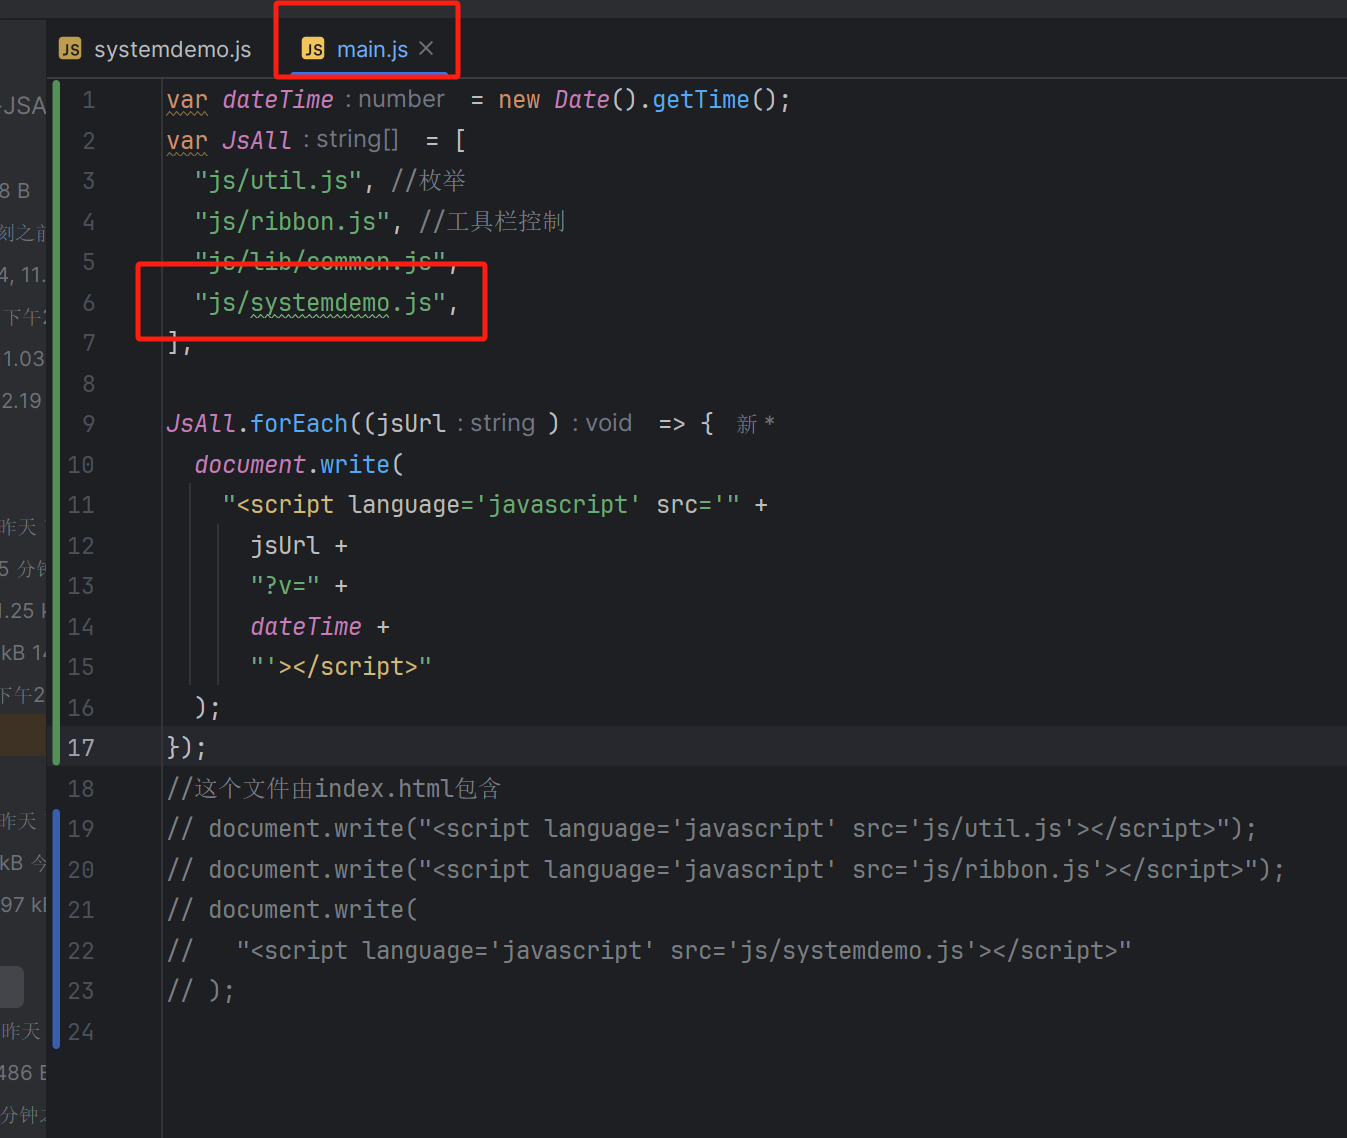 JS systemdemo.js JS main.js ×
-JSA
8 B
刻之前
4, 11.
下午2
1.03
2.19
昨天
5 分钟
1.25 k
kB 14
下午2
昨天
kB 今
97 kB
昨天
486 B
分钟之
1 var dateTime : number = new Date().getTime();
2 var JsAll : string[] = [
3 "js/util.js", //枚举
4 "js/ribbon.js", //工具栏控制
5 "js/lib/common.js",
6 "js/systemdemo.js",
7 ];
8
9 JsAll.forEach((jsUrl : string ) : void => { 新 *
10 document.write(
11 "<script language='javascript' src='" +
12 jsUrl +
13 "?v=" +
14 dateTime +
15 "'></script>"
16 );
17 });
18 //这个文件由index.html包含
19 // document.write("<script language='javascript' src='js/util.js'></script>");
20 // document.write("<script language='javascript' src='js/ribbon.js'></script>");
21 // document.write(
22 // "<script language='javascript' src='js/systemdemo.js'></script>"
23 // );
24